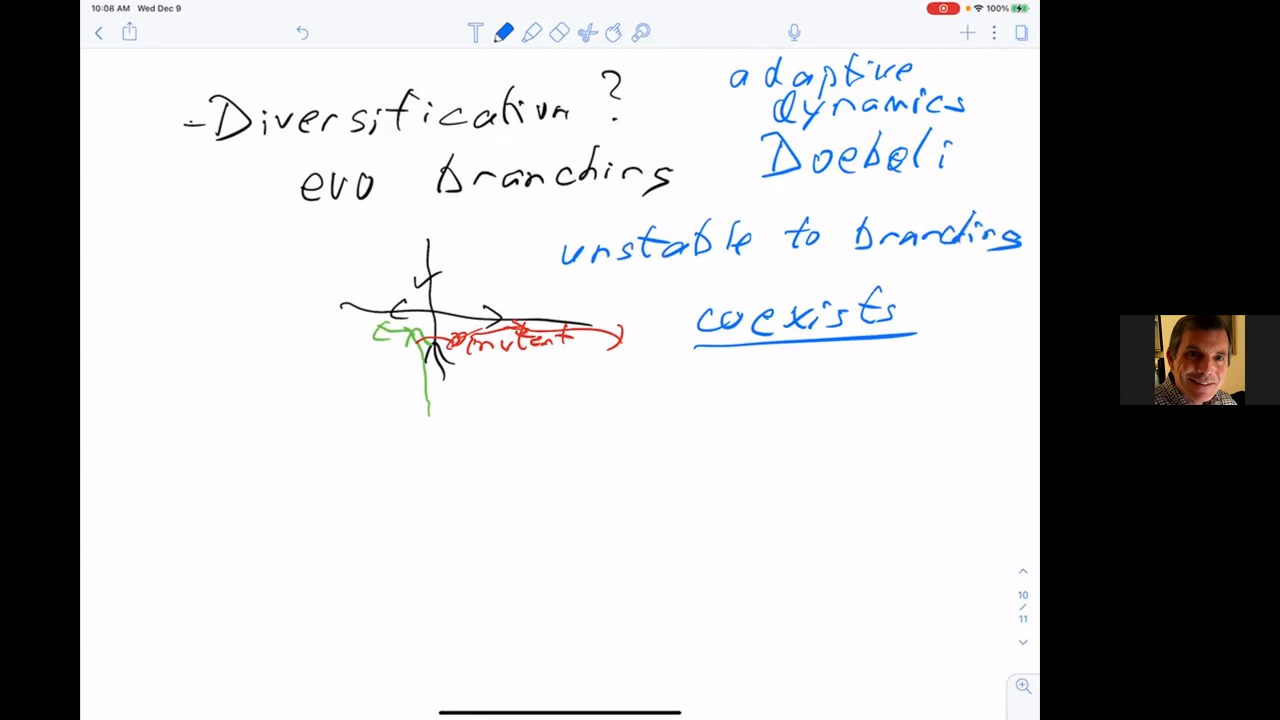 10:08 AM Wed Dec 9
100%
T
- Diversification ?
evo branching
adaptive
dynamics
Doebeli
unstable to branching
coexists
mutant
10
/
11